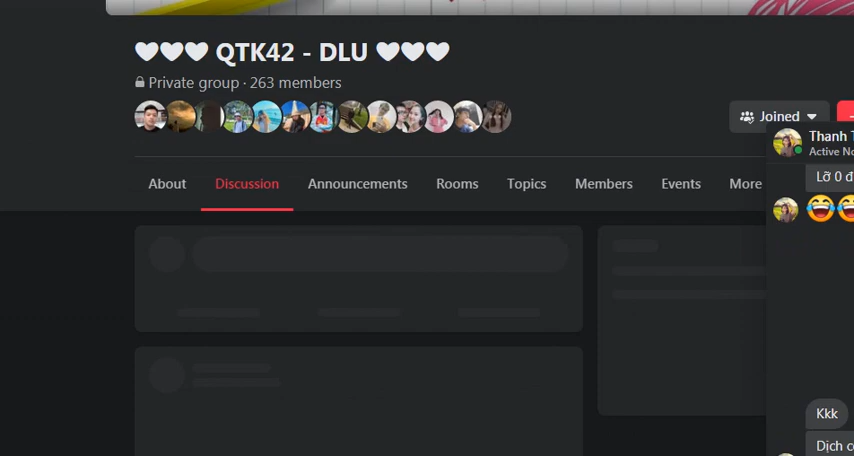 🤍🤍🤍 QTK42 - DLU 🤍🤍🤍
Private group · 263 members
Joined
Thanh
Active No
Lỡ 0 đ
😂
About Discussion Announcements Rooms Topics Members Events More
Kkk
Dịch